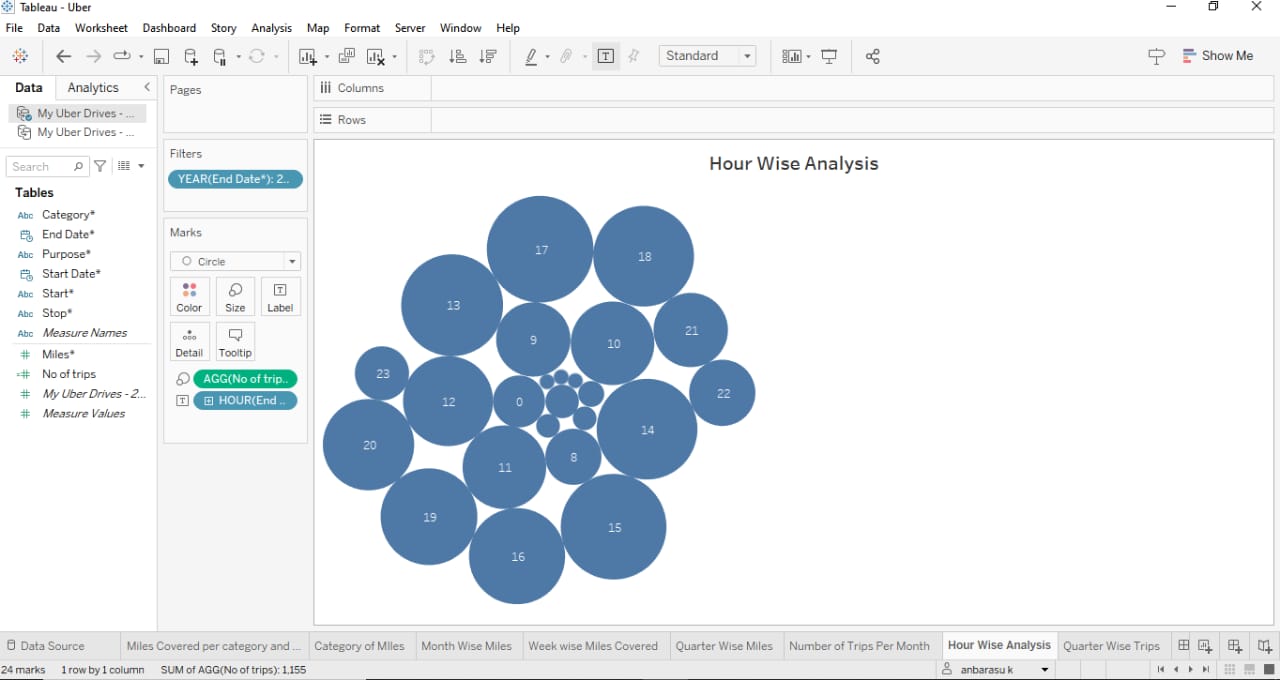 Tableau - Uber
File Data Worksheet Dashboard Story Analysis Map Format Server Window Help
Standard
Show Me
Data Analytics
My Uber Drives - ...
My Uber Drives - ...
Search
Tables
Abc Category*
End Date*
Abc Purpose*
Start Date*
Abc Start*
Abc Stop*
Abc Measure Names
# Miles*
=# No of trips
# My Uber Drives - 2...
# Measure Values
Pages
Filters
YEAR(End Date*): 2..
Marks
Circle
Color Size Label
Detail Tooltip
AGG(No of trip..
HOUR(End ..
Columns
Rows
Hour Wise Analysis
17
18
13
9
10
21
23
12
0
22
20
11
8
14
19
16
15
Data Source Miles Covered per category and ... Category of MIles Month Wise Miles Week wise Miles Covered Quarter Wise Miles Number of Trips Per Month Hour Wise Analysis Quarter Wise Trips
24 marks 1 row by 1 column SUM of AGG(No of trips): 1,155 anbarasu k